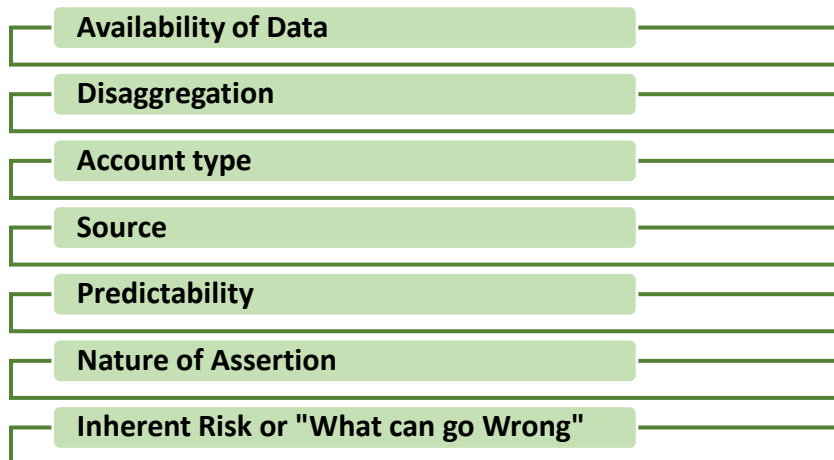 Availability of Data
Disaggregation
Account type
Source
Predictability
Nature of Assertion
Inherent Risk or "What can go Wrong"